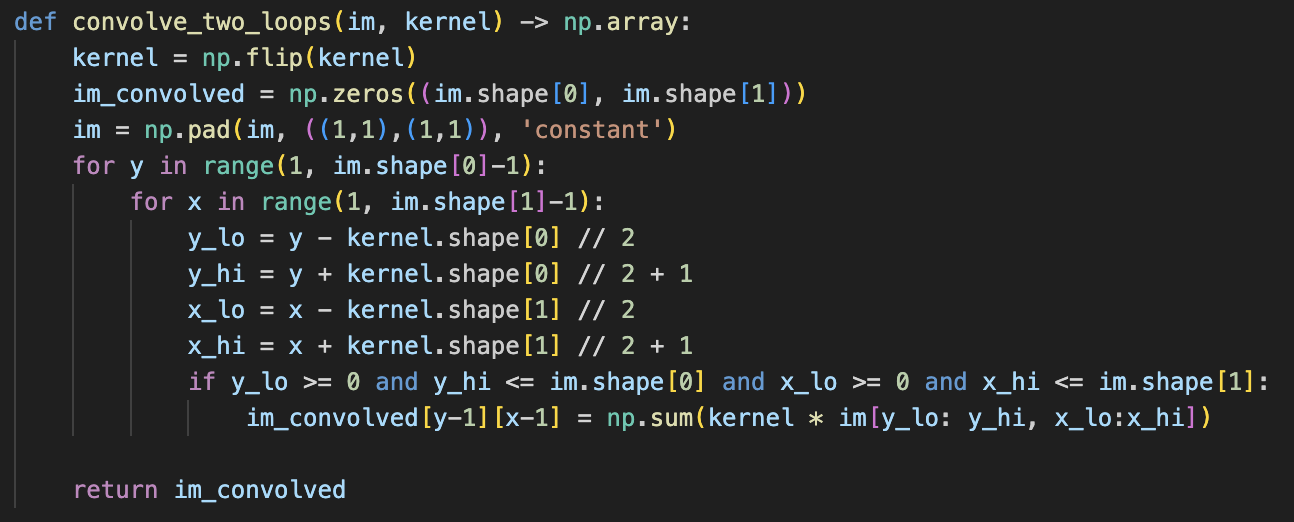 def convolve_two_loops(im, kernel) -> np.array:
    kernel = np.flip(kernel)
    im_convolved = np.zeros((im.shape[0], im.shape[1]))
    im = np.pad(im, ((1,1),(1,1)), 'constant')
    for y in range(1, im.shape[0]-1):
        for x in range(1, im.shape[1]-1):
            y_lo = y - kernel.shape[0] // 2
            y_hi = y + kernel.shape[0] // 2 + 1
            x_lo = x - kernel.shape[1] // 2
            x_hi = x + kernel.shape[1] // 2 + 1
            if y_lo >= 0 and y_hi <= im.shape[0] and x_lo >= 0 and x_hi <= im.shape[1]:
                im_convolved[y-1][x-1] = np.sum(kernel * im[y_lo: y_hi, x_lo:x_hi])
    return im_convolved